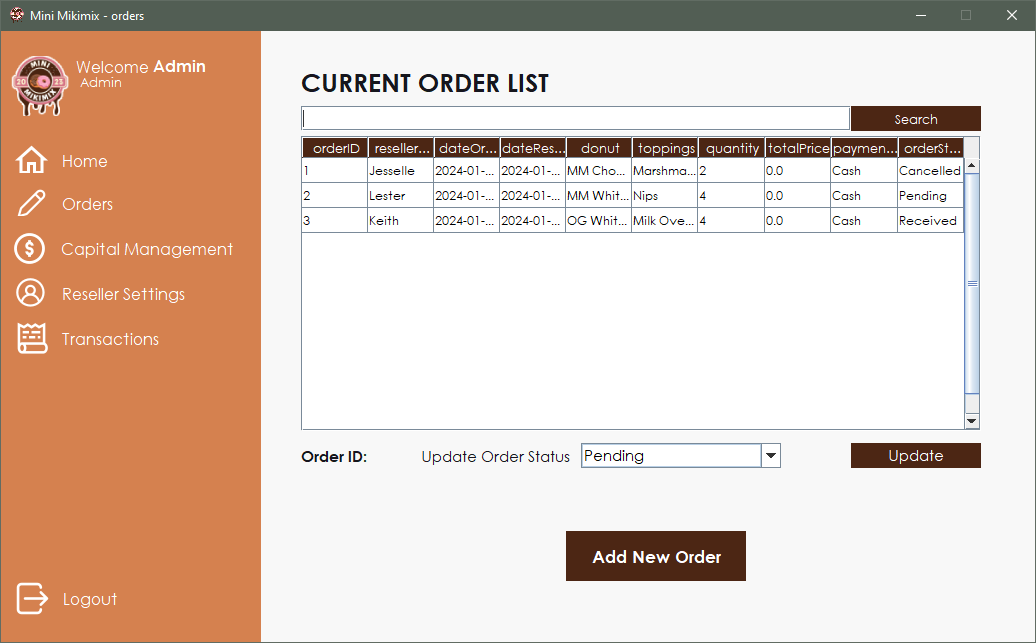 Mini Mikimix - orders
MINI
20 23
MIKIMIX
Welcome Admin
Admin
Home
Orders
$
Capital Management
Reseller Settings
Transactions
Logout
CURRENT ORDER LIST
Search
orderID reseller... dateOr... dateRes... donut toppings quantity totalPrice paymen... orderSt...
1 Jesselle 2024-01-... 2024-01-... MM Cho... Marshma... 2 0.0 Cash Cancelled
2 Lester 2024-01-... 2024-01-... MM Whit... Nips 4 0.0 Cash Pending
3 Keith 2024-01-... 2024-01-... OG Whit... Milk Ove... 4 0.0 Cash Received
Order ID: Update Order Status Pending Update
Add New Order